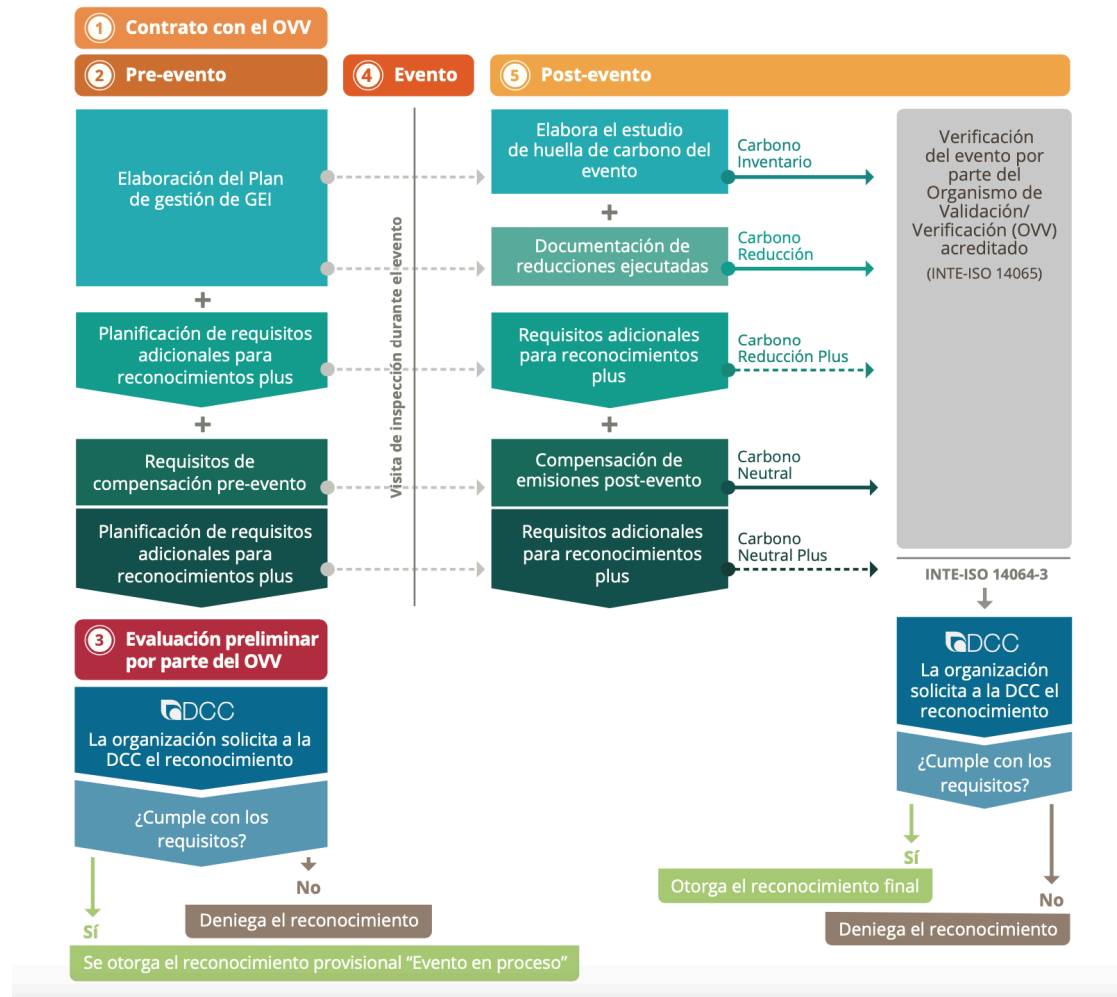 1 Contrato con el OVV
2 Pre-evento
4 Evento
5 Post-evento
Elaboración del Plan
de gestión de GEI
+
Planificación de requisitos
adicionales para
reconocimientos plus
+
Requisitos de
compensación pre-evento
Planificación de requisitos
adicionales para
reconocimientos plus
Visita de inspección durante el evento
Elabora el estudio
de huella de carbono del
evento
Carbono
Inventario
+
Documentación de
reducciones ejecutadas
Carbono
Reducción
Requisitos adicionales
para reconocimientos
plus
Carbono
Reducción Plus
+
Compensación de
emisiones post-evento
Carbono
Neutral
Requisitos adicionales
para reconocimientos
plus
Carbono
Neutral Plus
Verificación
del evento por
parte del
Organismo de
Validación/
Verificación (OVV)
acreditado
(INTE-ISO 14065)
INTE-ISO 14064-3
3 Evaluación preliminar
por parte del OVV
DCC
La organización solicita a la
DCC el reconocimiento
¿Cumple con los
requisitos?
No
Deniega el reconocimiento
Sí
Se otorga el reconocimiento provisional “Evento en proceso”
DCC
La organización
solicita a la DCC el
reconocimiento
¿Cumple con los
requisitos?
Sí
Otorga el reconocimiento final
No
Deniega el reconocimiento